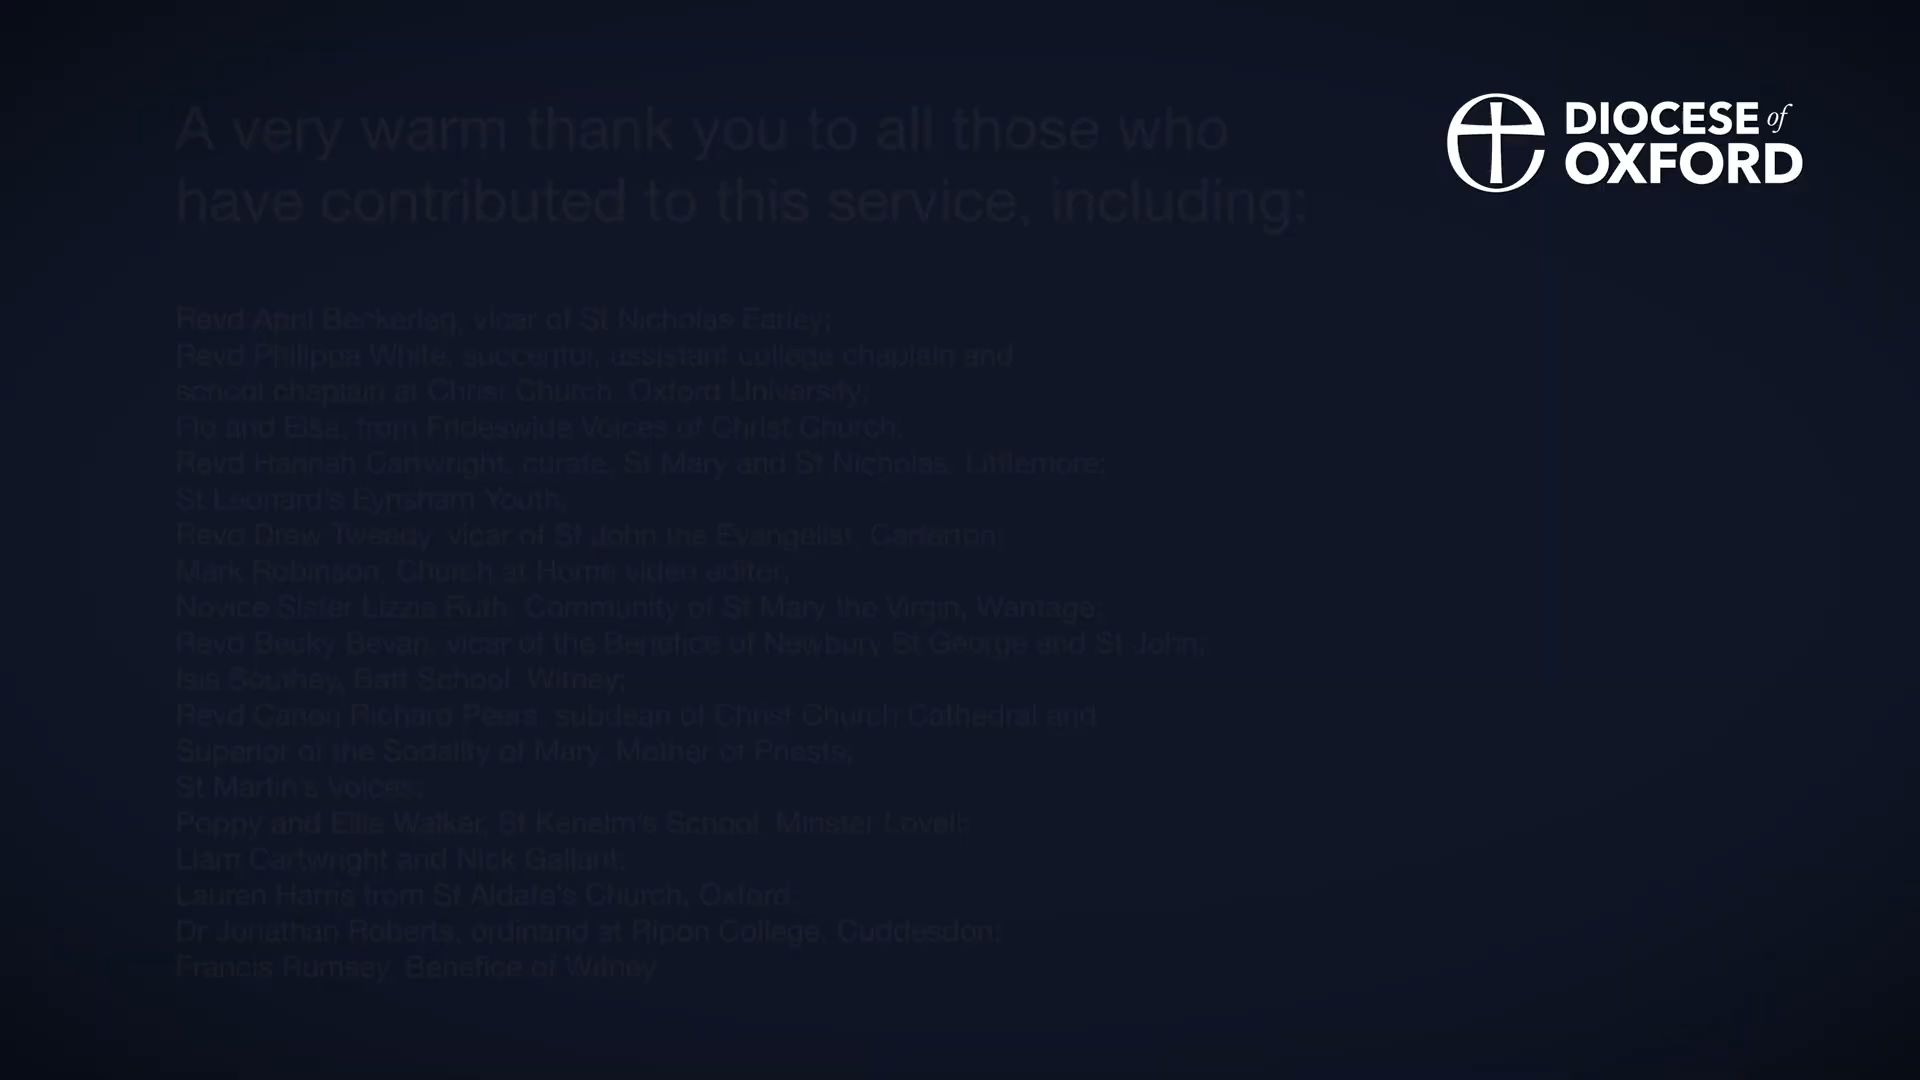 DIOCESE of
OXFORD
A very warm thank you to all those who
have contributed to this service, including:
Revd April Beckerleg, vicar of St Nicholas Earley;
Revd Philippa White, succentor, assistant college chaplain and
school chaplain at Christ Church, Oxford University;
Flo and Elsa, from Frideswide Voices of Christ Church;
Revd Hannah Cartwright, curate, St Mary and St Nicholas, Littlemore;
St Leonard's Eynsham Youth;
Revd Drew Tweedy, vicar of St John the Evangelist, Carterton;
Mark Robinson, Church at Home video editor;
Novice Sister Lizzie Ruth, Community of St Mary the Virgin, Wantage;
Revd Becky Bevan, vicar of the Benefice of Newbury St George and St John;
Southey, Batt School, Witney;
Revd Canon Richard Peers, subdean of Christ Church Cathedral and
Superior of the Sodality of Mary, Mother of Priests;
St Martin's Voices;
Poppy and Ellie Walker, St Kenelm's School, Minster Lovell;
Liam Cartwright and Nick Gallant;
Lauren Harris from St Aldate's Church, Oxford;
Dr Jonathan Roberts, ordinand at Ripon College, Cuddesdon;
Francis Rumsey, Benefice of Witney